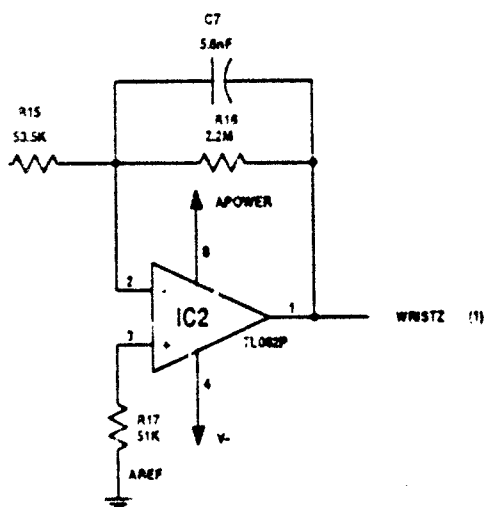 C7
5.6nF
R15
53.5K
R16
2.2M
APOWER
8
2
-
IC2
1
WRISTZ (1)
3
+
TL082P
4
R17
51K
V-
AREF